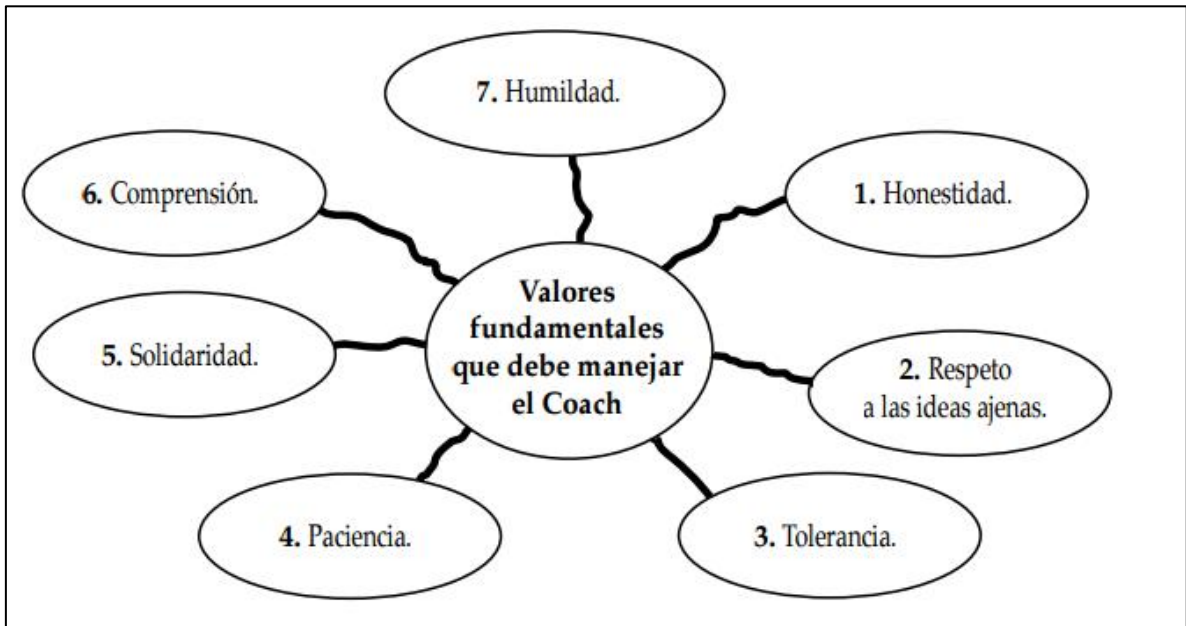 Valores
fundamentales
que debe manejar
el Coach
1. Honestidad.
2. Respeto
a las ideas ajenas.
3. Tolerancia.
4. Paciencia.
5. Solidaridad.
6. Comprensión.
7. Humildad.